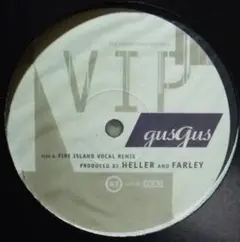 VIP
gusgus
SIDE A: FIRE ISLAND VOCAL REMIX
PRODUCED BY HELLER AND FARLEY